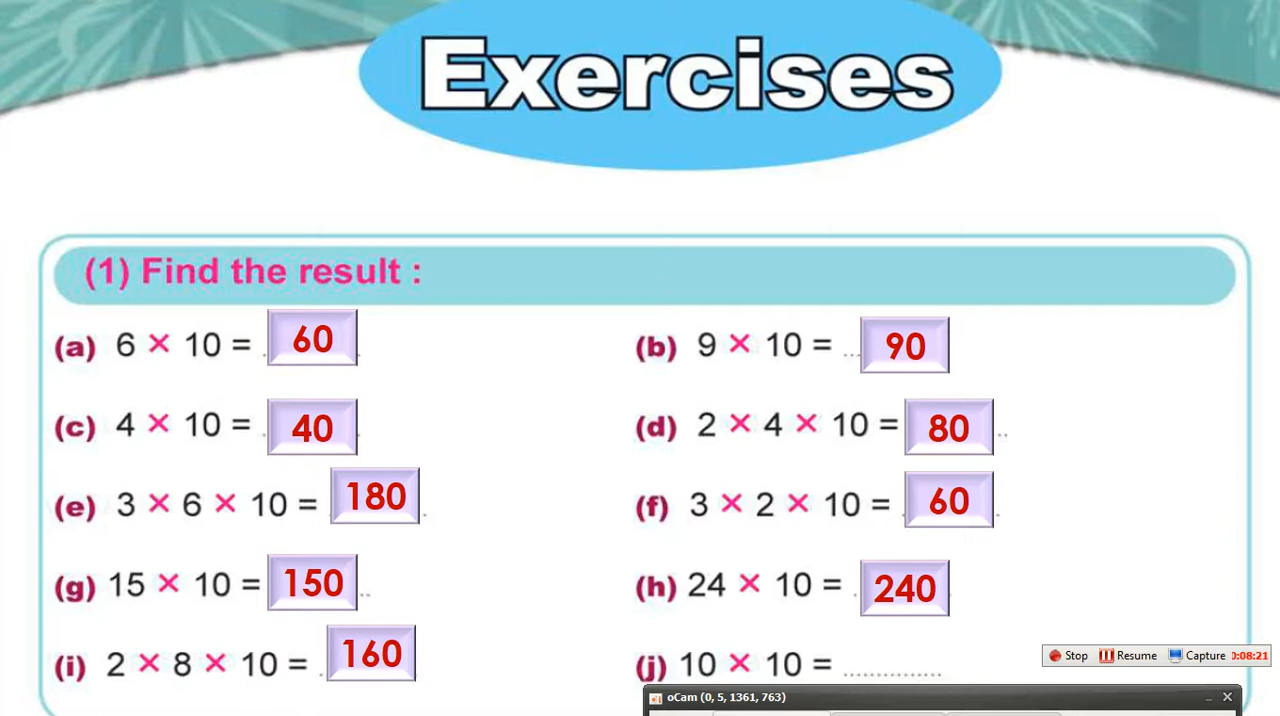 Exercises
(1) Find the result :
(a) 6 × 10 = 60
(b) 9 × 10 = ... 90
(c) 4 × 10 = 40
(d) 2 × 4 × 10 = 80 ..
(e) 3 × 6 × 10 = 180 .
(f) 3 × 2 × 10 = 60 .
(g) 15 × 10 = 150 ..
(h) 24 × 10 = . 240
(i) 2 × 8 × 10 = . 160
(j) 10 × 10 = ...............
Stop Resume Capture 0:08:21
oCam (0, 5, 1361, 763)